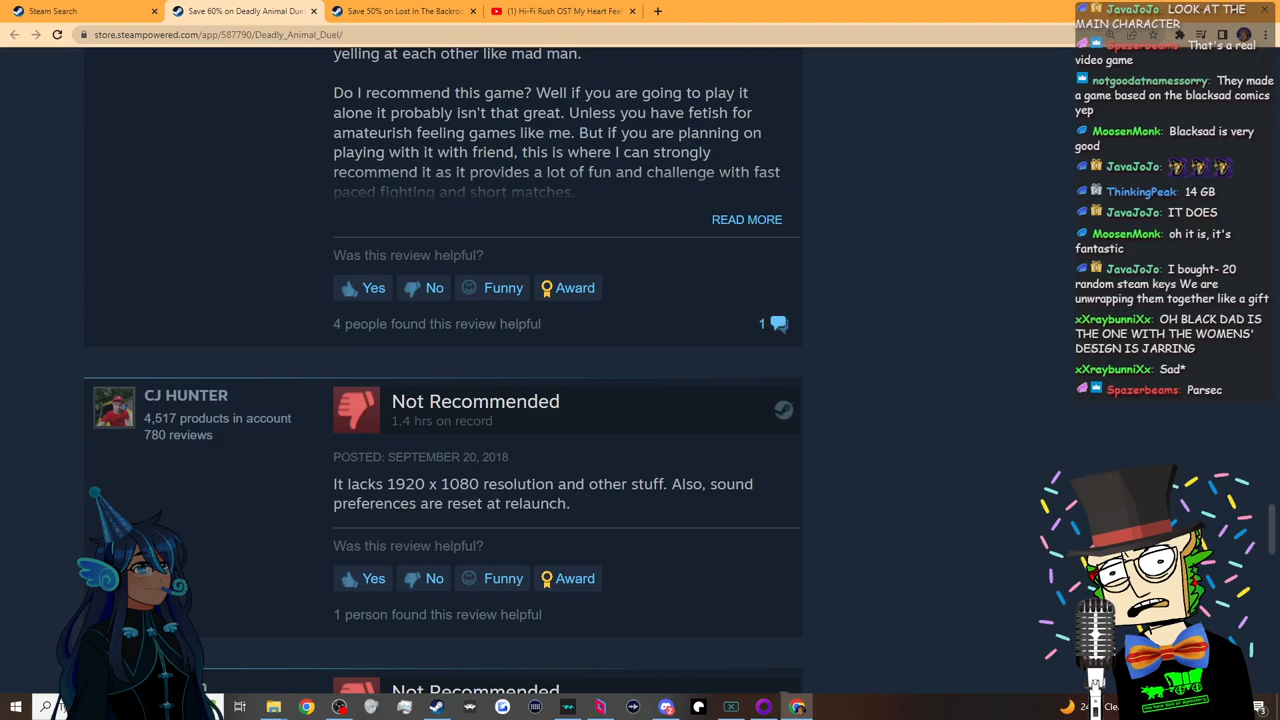 Steam Search
Save 60% on Deadly Animal Due
Save 50% on Lost In The Backroo
(1) Hi-Fi Rush OST My Heart Feel
store.steampowered.com/app/587790/Deadly_Animal_Duel/
yelling at each other like mad man.
Do I recommend this game? Well if you are going to play it
alone it probably isn't that great. Unless you have fetish for
amateurish feeling games like me. But if you are planning on
playing with it with friend, this is where I can strongly
recommend it as it provides a lot of fun and challenge with fast
paced fighting and short matches.
READ MORE
Was this review helpful?
Yes No Funny Award
4 people found this review helpful
1
CJ HUNTER
4,517 products in account
780 reviews
Not Recommended
1.4 hrs on record
POSTED: SEPTEMBER 20, 2018
It lacks 1920 x 1080 resolution and other stuff. Also, sound
preferences are reset at relaunch.
Was this review helpful?
Yes No Funny Award
1 person found this review helpful
Not Recommended
JavaJoJo: LOOK AT THE
MAIN CHARACTER
Spazerbeams: That's a real
video game
notgoodatnamessorry: They made
a game based on the blacksad comics
yep
MoosenMonk: Blacksad is very
good
JavaJoJo:
ThinkingPeak: 14 GB
JavaJoJo: IT DOES
MoosenMonk: oh it is, it's
fantastic
JavaJoJo: I bought- 20
random steam keys We are
unwrapping them together like a gift
xXraybunniXx: OH BLACK DAD IS
THE ONE WITH THE WOMENS'
DESIGN IS JARRING
xXraybunniXx: Sad*
Spazerbeams: Parsec